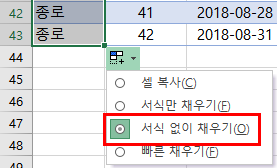 42 종로 41 2018-08-28
43 종로 42 2018-08-31
44
45 셀 복사(C)
46 서식만 채우기(F)
47 서식 없이 채우기(O)
48 빠른 채우기(F)
49